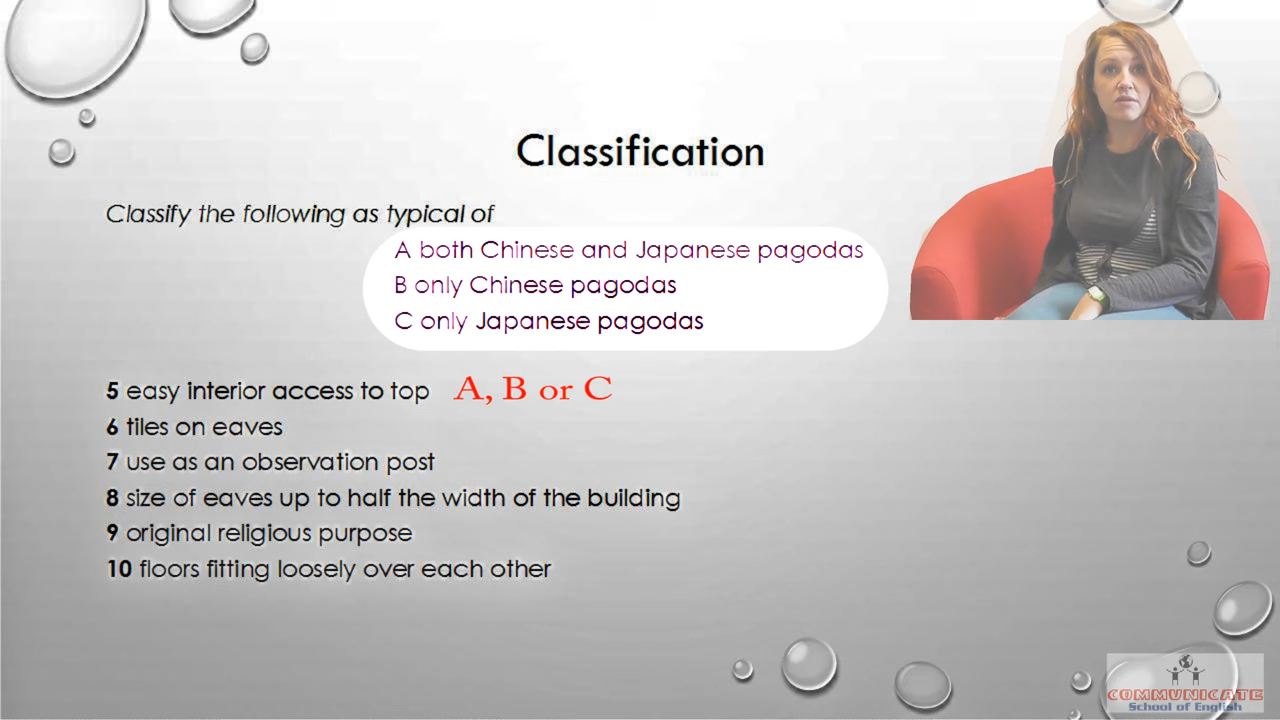 Classification
Classify the following as typical of
A both Chinese and Japanese pagodas
B only Chinese pagodas
C only Japanese pagodas
5 easy interior access to top A, B or C
6 tiles on eaves
7 use as an observation post
8 size of eaves up to half the width of the building
9 original religious purpose
10 floors fitting loosely over each other
COMMUNICATE
School of English